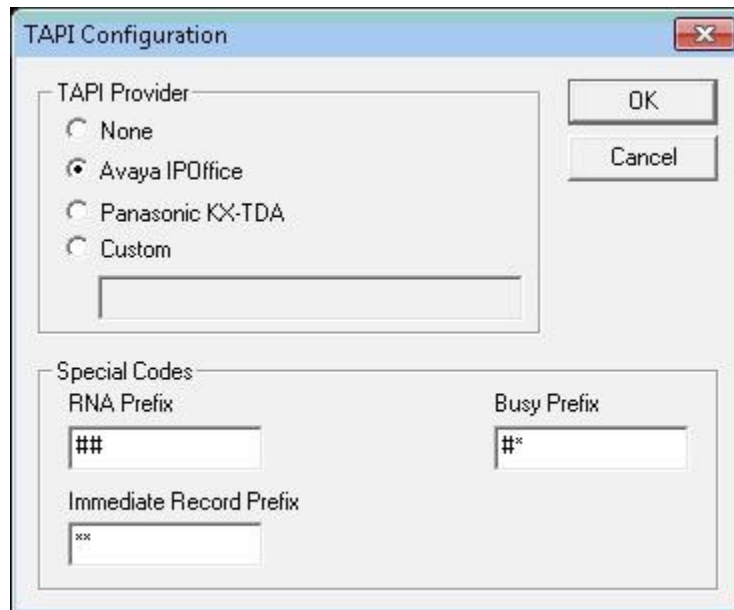 TAPI Configuration
TAPI Provider
None
Avaya IPOffice
Panasonic KX-TDA
Custom
OK
Cancel
Special Codes
RNA Prefix
##
Busy Prefix
#*
Immediate Record Prefix
**